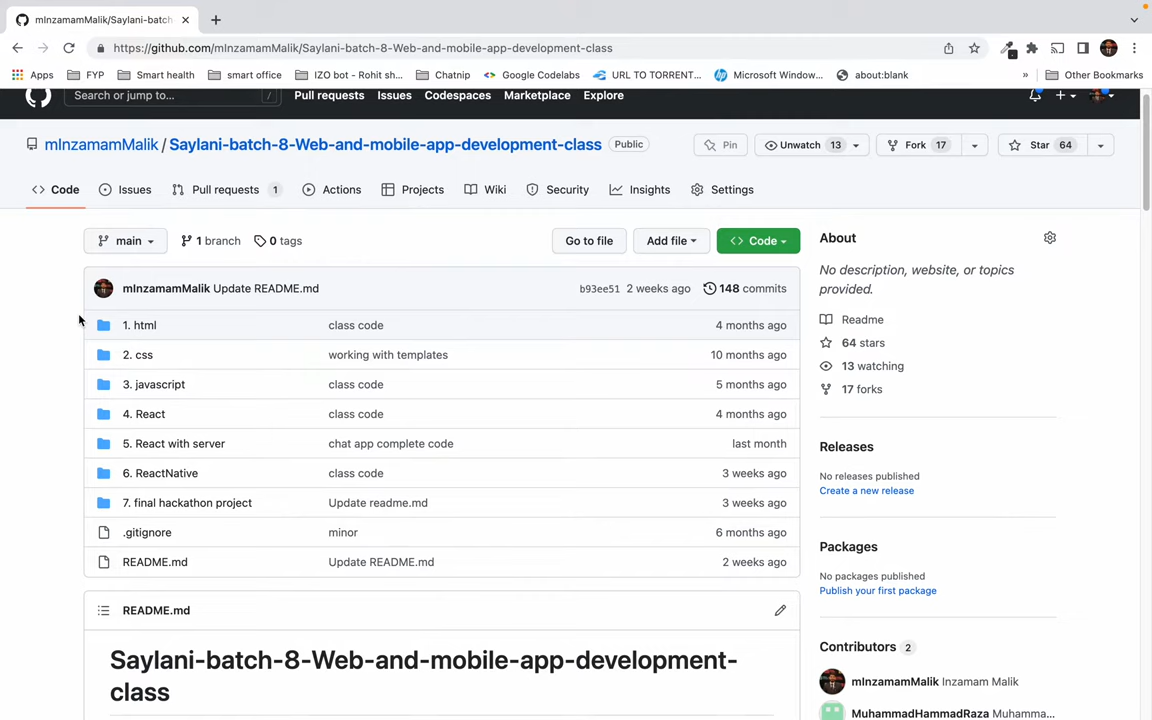 mInzamamMalik/Saylani-batch
https://github.com/mInzamamMalik/Saylani-batch-8-Web-and-mobile-app-development-class
Apps FYP Smart health smart office IZO bot - Rohit sh... Chatnip Google Codelabs URL TO TORRENT... Microsoft Window... about:blank » Other Bookmarks
Search or jump to... / Pull requests Issues Codespaces Marketplace Explore
mInzamamMalik / Saylani-batch-8-Web-and-mobile-app-development-class Public Pin Unwatch 13 Fork 17 Star 64
Code Issues Pull requests 1 Actions Projects Wiki Security Insights Settings
main 1 branch 0 tags Go to file Add file Code
About
mInzamamMalik Update README.md b93ee51 2 weeks ago 148 commits
No description, website, or topics
provided.
1. html class code 4 months ago
2. css working with templates 10 months ago
3. javascript class code 5 months ago
4. React class code 4 months ago
5. React with server chat app complete code last month
6. ReactNative class code 3 weeks ago
7. final hackathon project Update readme.md 3 weeks ago
.gitignore minor 6 months ago
README.md Update README.md 2 weeks ago
Readme
64 stars
13 watching
17 forks
Releases
No releases published
Create a new release
Packages
No packages published
Publish your first package
Contributors 2
mInzamamMalik Inzamam Malik
MuhammadHammadRaza Muhamma...
README.md
Saylani-batch-8-Web-and-mobile-app-development-
class